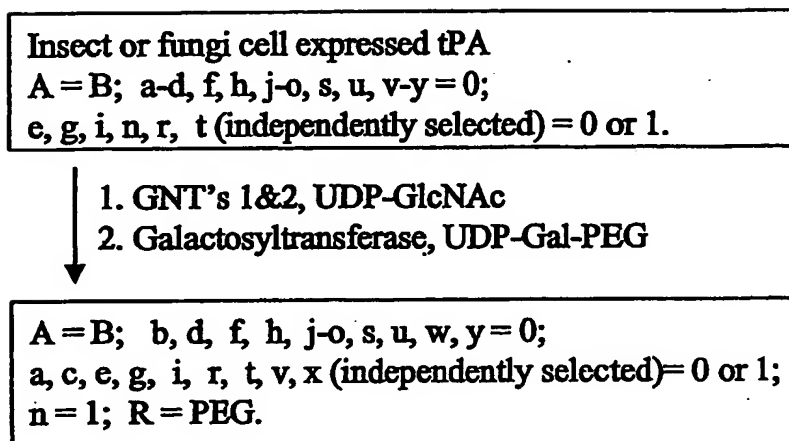 Insect or fungi cell expressed tPA
A = B; a-d, f, h, j-o, s, u, v-y = 0;
e, g, i, n, r, t (independently selected) = 0 or 1.
1. GNT's 1&2, UDP-GlcNAc
2. Galactosyltransferase, UDP-Gal-PEG
A = B; b, d, f, h, j-o, s, u, w, y = 0;
a, c, e, g, i, r, t, v, x (independently selected)= 0 or 1;
n = 1; R = PEG.